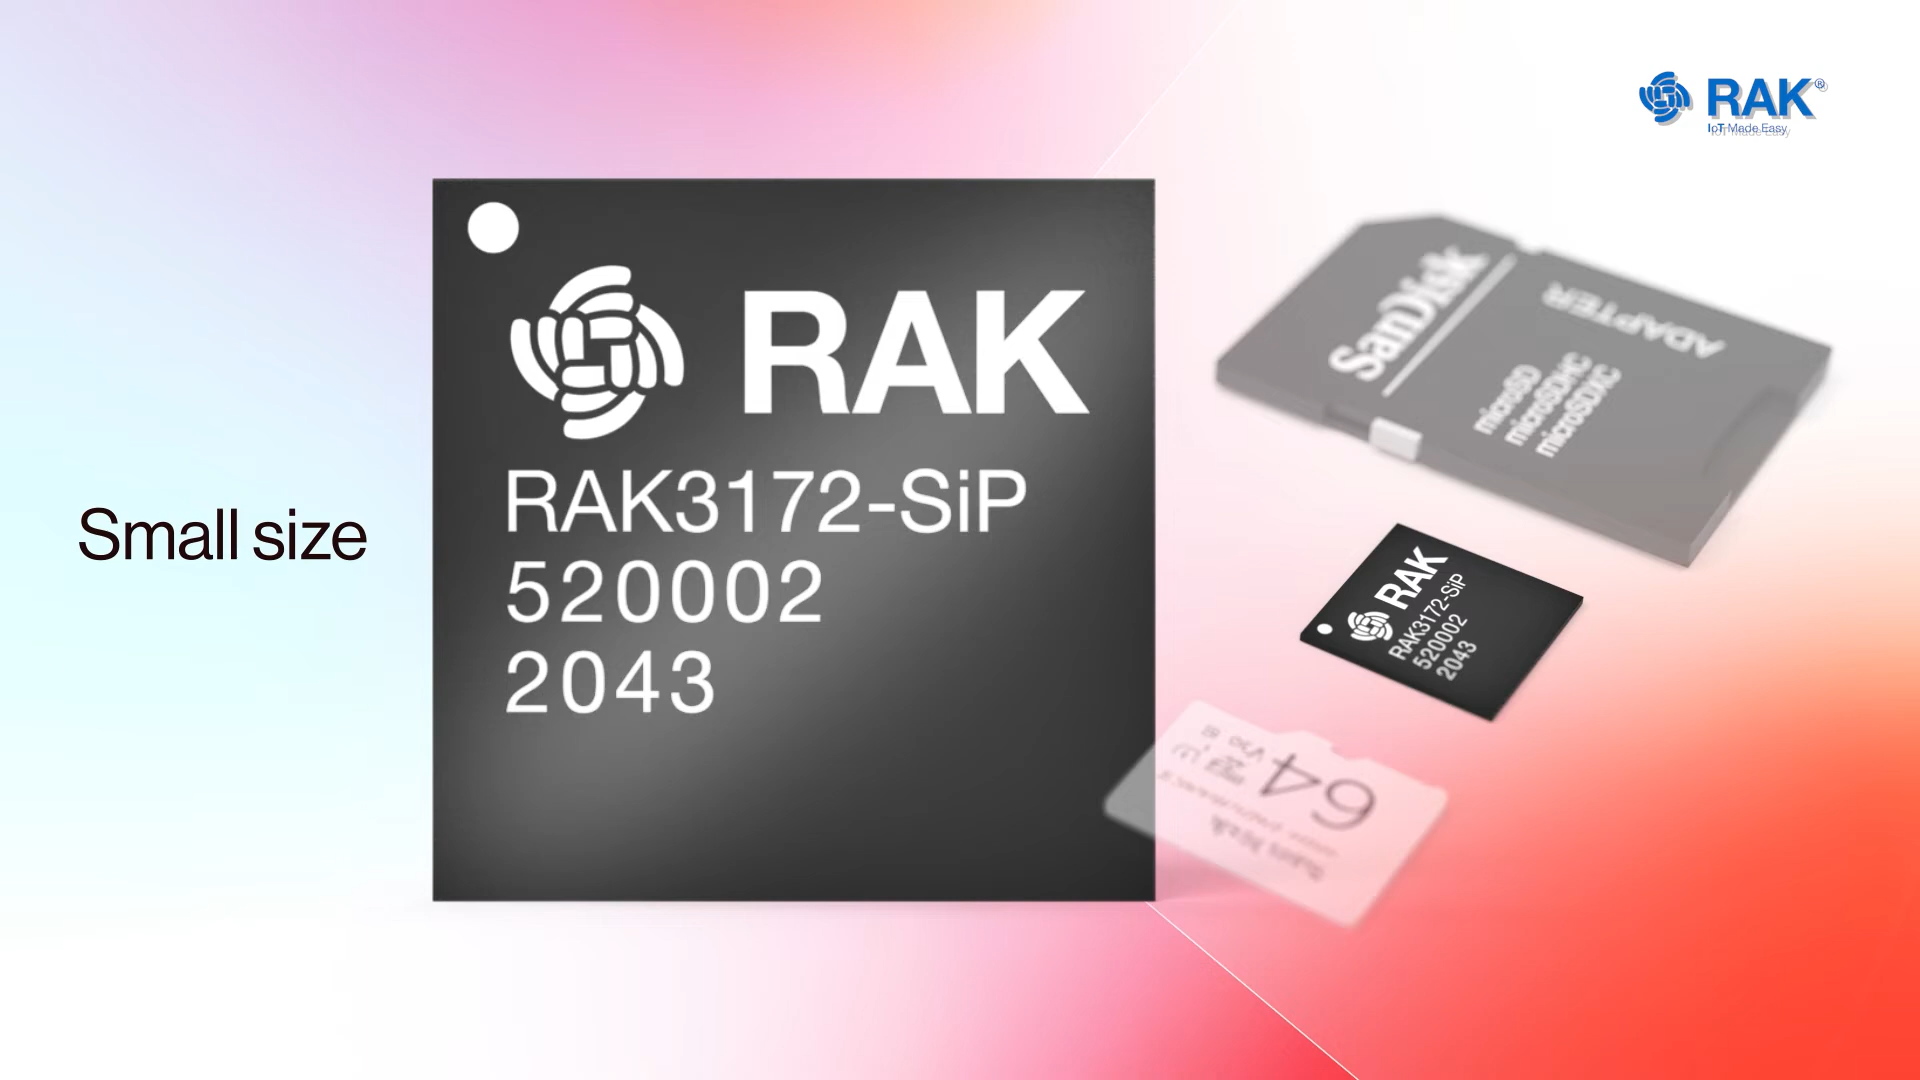 RAK®
IoT Made Easy
Small size
RAK
RAK3172-SiP
520002
2043
SanDisk
ADAPTER
microSD
microSDHC
microSDXC
RAK
RAK3172-SiP
520002
2043
64
V30